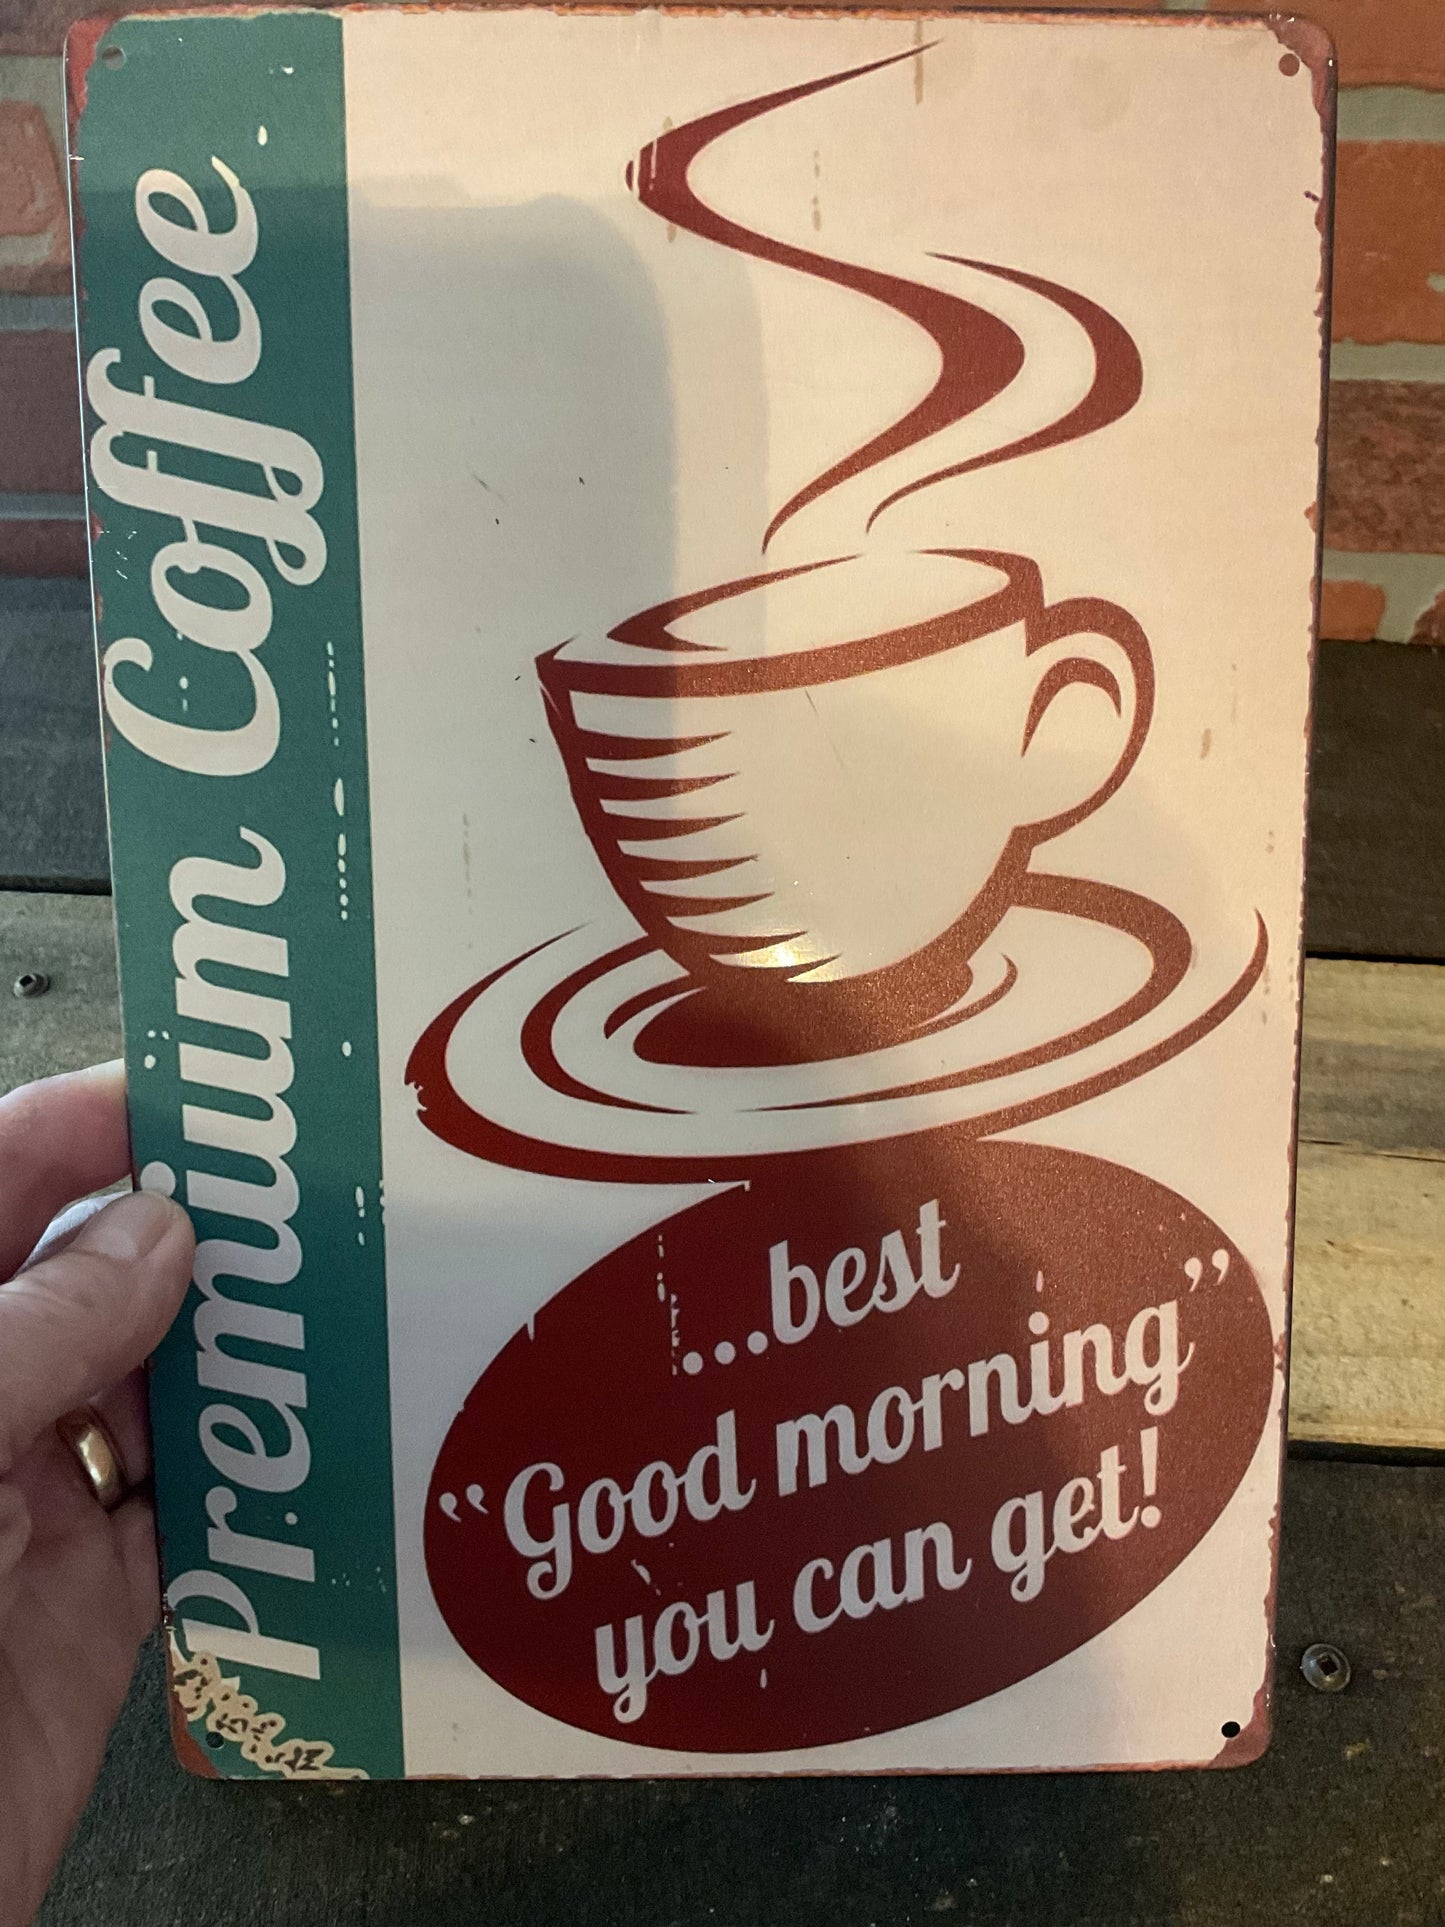 Premium Coffee
...best
“Good morning”
you can get!